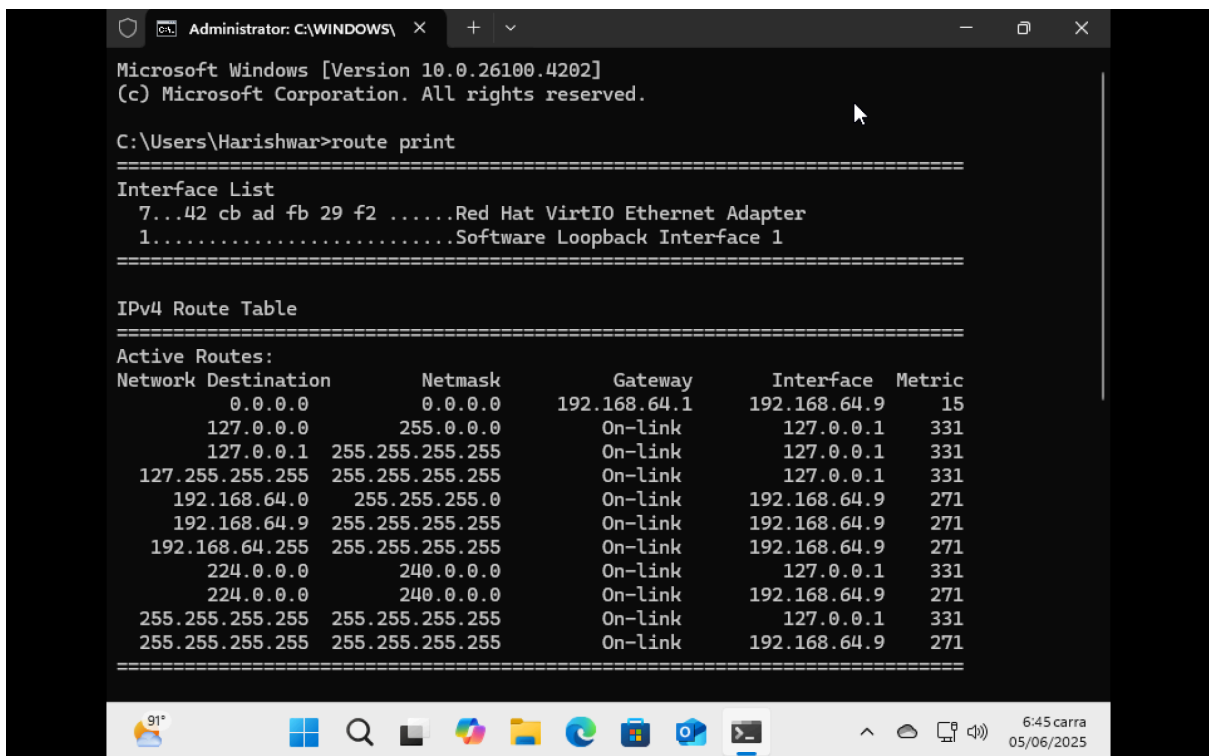 Administrator: C:\WINDOWS\
Microsoft Windows [Version 10.0.26100.4202]
(c) Microsoft Corporation. All rights reserved.
C:\Users\Harishwar>route print
===========================================================================
Interface List
7...42 cb ad fb 29 f2 ......Red Hat VirtIO Ethernet Adapter
1...........................Software Loopback Interface 1
===========================================================================
IPv4 Route Table
===========================================================================
Active Routes:
Network Destination        Netmask          Gateway       Interface  Metric
0.0.0.0          0.0.0.0     192.168.64.1     192.168.64.9     15
127.0.0.0        255.0.0.0         On-link         127.0.0.1    331
127.0.0.1  255.255.255.255         On-link         127.0.0.1    331
127.255.255.255  255.255.255.255         On-link         127.0.0.1    331
192.168.64.0    255.255.255.0         On-link      192.168.64.9    271
192.168.64.9  255.255.255.255         On-link      192.168.64.9    271
192.168.64.255  255.255.255.255         On-link      192.168.64.9    271
224.0.0.0        240.0.0.0         On-link         127.0.0.1    331
224.0.0.0        240.0.0.0         On-link      192.168.64.9    271
255.255.255.255  255.255.255.255         On-link         127.0.0.1    331
255.255.255.255  255.255.255.255         On-link      192.168.64.9    271
===========================================================================
91°
6:45 carra
05/06/2025